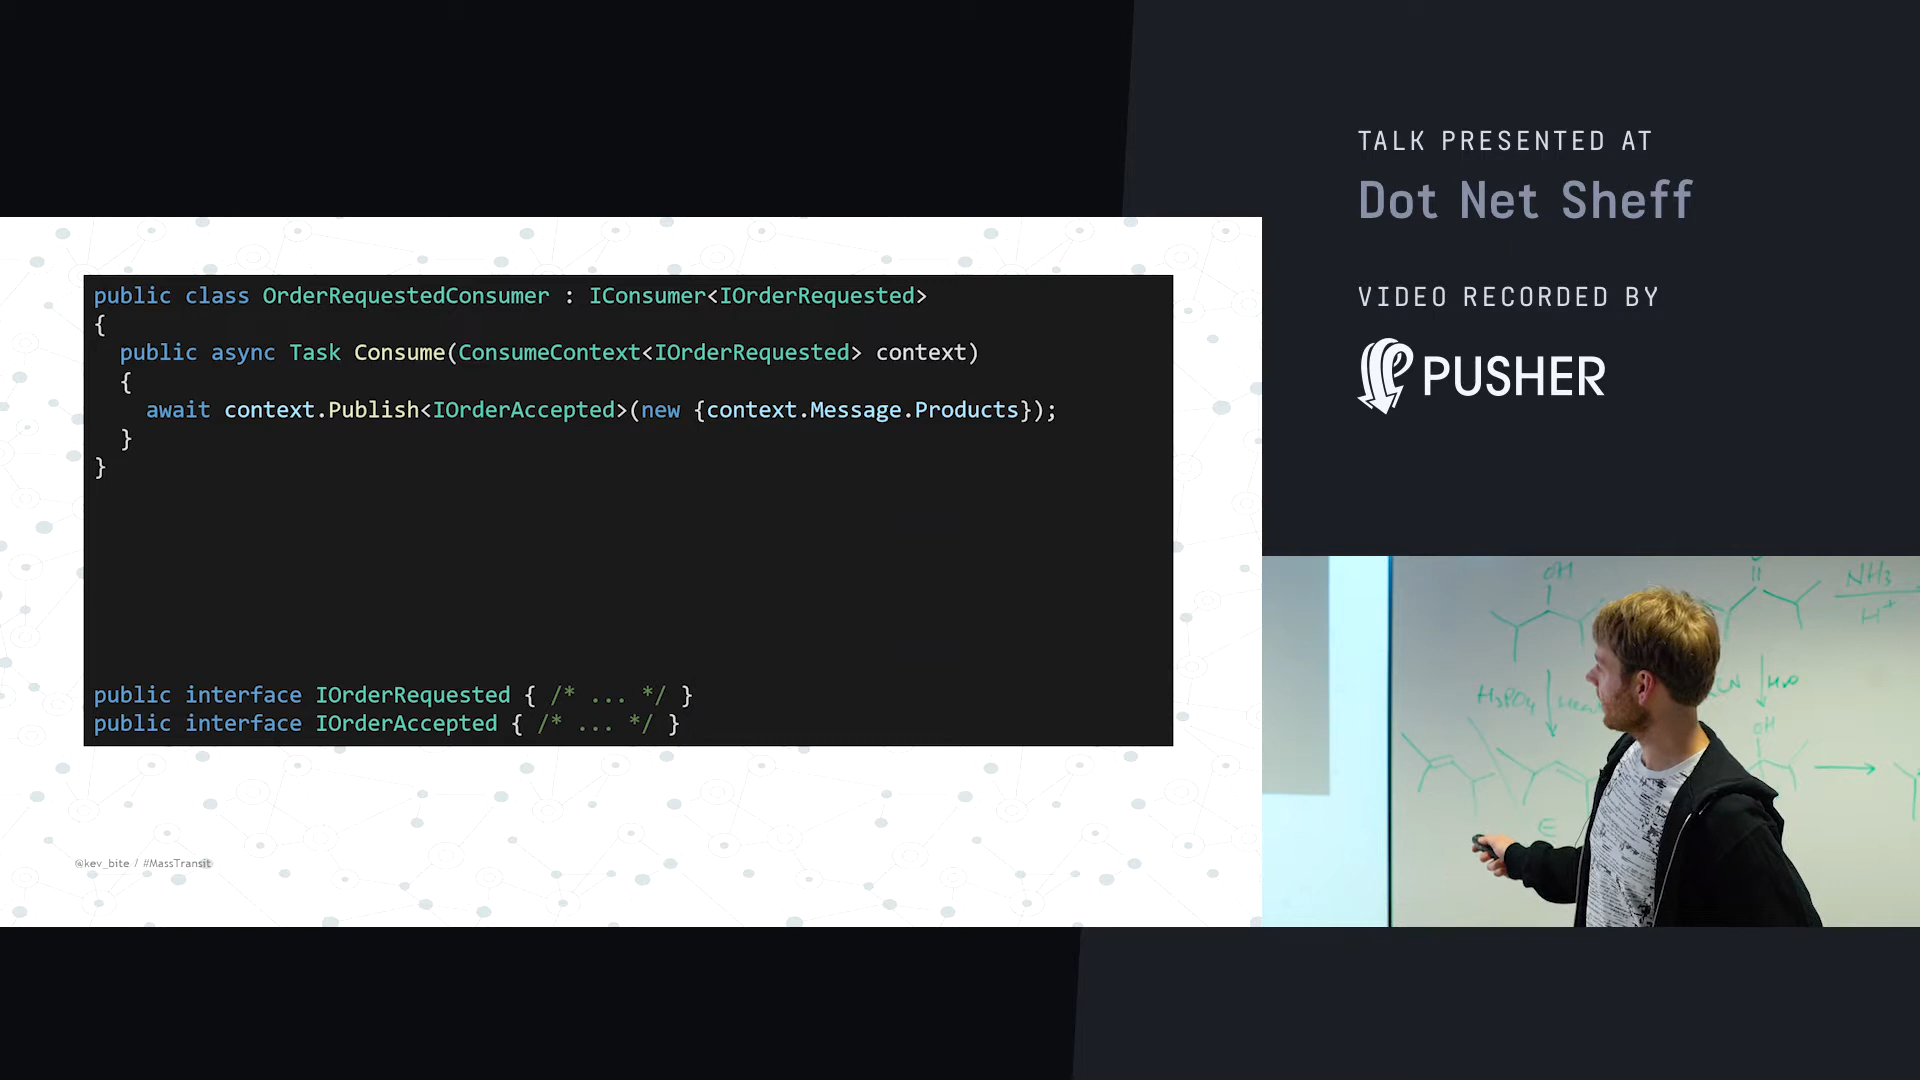 public class OrderRequestedConsumer : IConsumer<IOrderRequested>
{
  public async Task Consume(ConsumeContext<IOrderRequested> context)
  {
    await context.Publish<IOrderAccepted>(new {context.Message.Products});
  }
}
public interface IOrderRequested { /* ... */ }
public interface IOrderAccepted { /* ... */ }
@kev_bite / #MassTransit
TALK PRESENTED AT
Dot Net Sheff
VIDEO RECORDED BY
PUSHER
OH
NH3
H+
H3PO4
H2O
OH
E